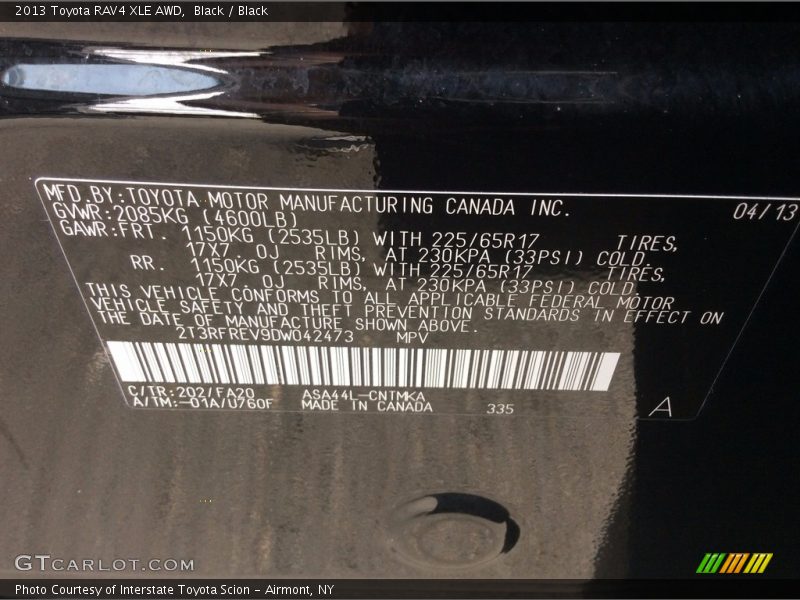 2013 Toyota RAV4 XLE AWD, Black / Black
MFD.BY:TOYOTA MOTOR MANUFACTURING CANADA INC. 04/13
GVWR:2085KG (4600LB)
GAWR:FRT. 1150KG (2535LB) WITH 225/65R17 TIRES,
17X7.0J RIMS, AT 230KPA (33PSI) COLD.
RR. 1150KG (2535LB) WITH 225/65R17 TIRES,
17X7.0J RIMS, AT 230KPA (33PSI) COLD.
THIS VEHICLE CONFORMS TO ALL APPLICABLE FEDERAL MOTOR
VEHICLE SAFETY AND THEFT PREVENTION STANDARDS IN EFFECT ON
THE DATE OF MANUFACTURE SHOWN ABOVE.
2T3RFREV9DW042473 MPV
C/TR:202/FA20 ASA44L-CNTMKA
A/TM:-01A/U760F MADE IN CANADA 335 A
GTCARLOT.COM
Photo Courtesy of Interstate Toyota Scion - Airmont, NY